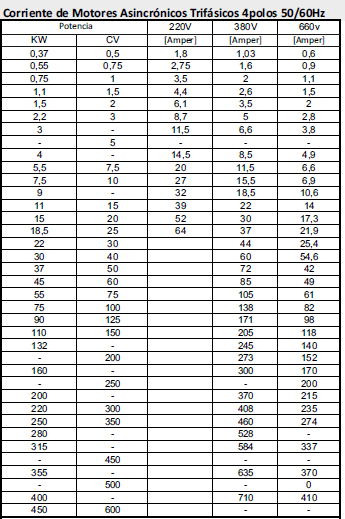 Corriente de Motores Asincrónicos Trifásicos 4polos 50/60Hz
Potencia 220V 380V 660v
KW CV [Amper] [Amper] [Amper]
0,37 0,5 1,8 1,03 0,6
0,55 0,75 2,75 1,6 0,9
0,75 1 3,5 2 1,1
1,1 1,5 4,4 2,6 1,5
1,5 2 6,1 3,5 2
2,2 3 8,7 5 2,8
3 - 11,5 6,6 3,8
- 5 - - -
4 - 14,5 8,5 4,9
5,5 7,5 20 11,5 6,6
7,5 10 27 15,5 6,9
9 - 32 18,5 10,6
11 15 39 22 14
15 20 52 30 17,3
18,5 25 64 37 21,9
22 30 44 25,4
30 40 60 54,6
37 50 72 42
45 60 85 49
55 75 105 61
75 100 138 82
90 125 171 98
110 150 205 118
132 - 245 140
- 200 273 152
160 - 300 170
- 250 - 200
200 - 370 215
220 300 408 235
250 350 460 274
280 - 528 -
315 - 584 337
- 450 - -
355 - 635 370
- 500 - 0
400 - 710 410
450 600 - -